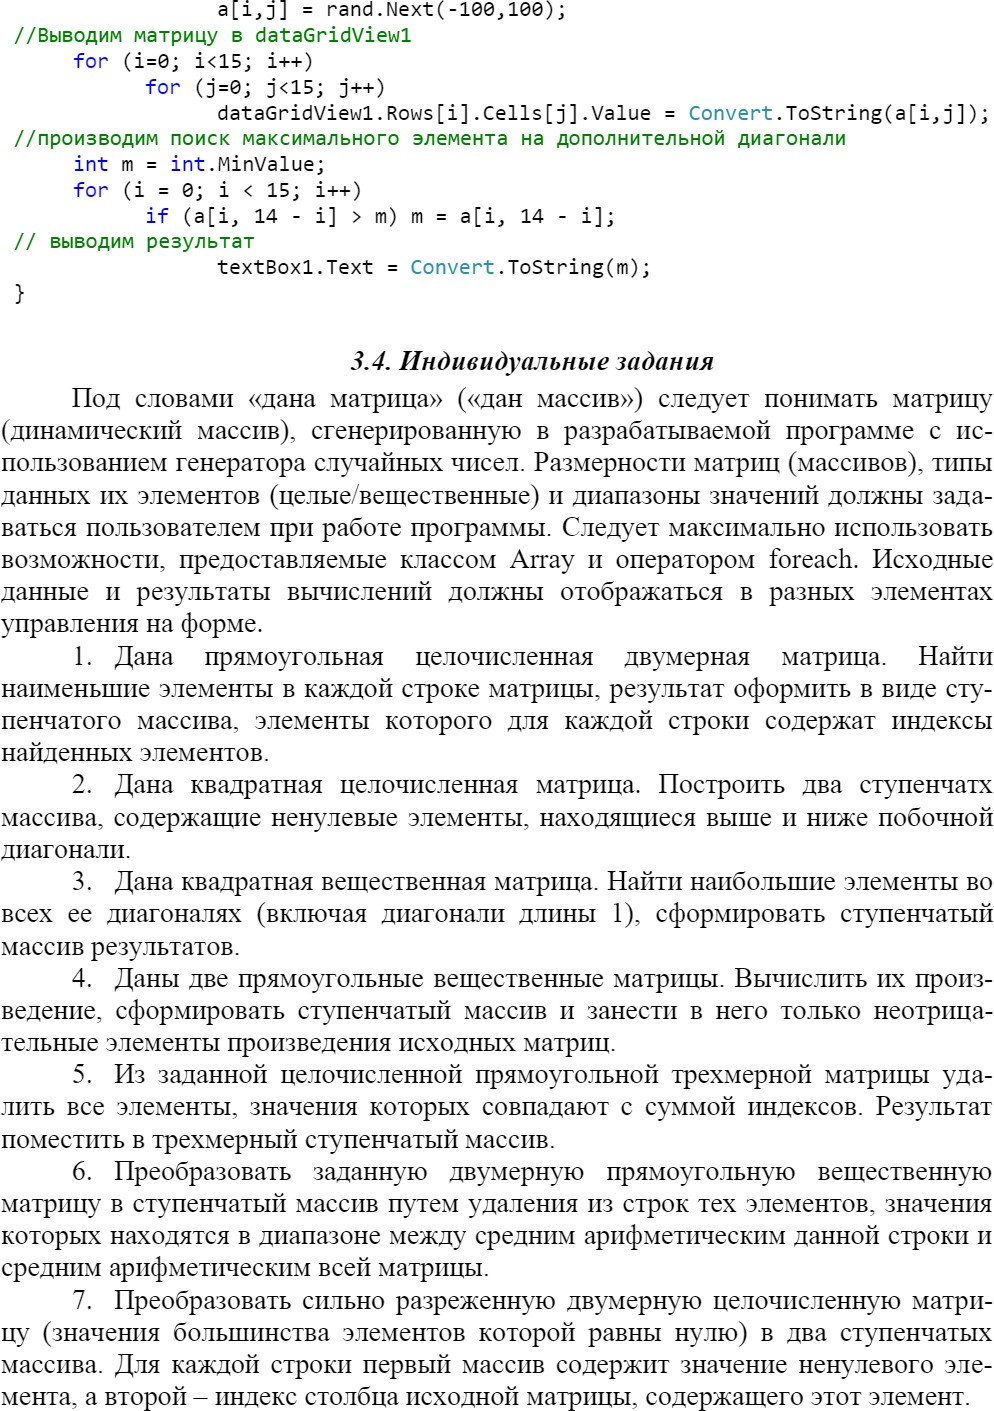 a[i,j] = rand.Next(-100,100);
//Выводим матрицу в dataGridView1
for (i=0; i<15; i++)
for (j=0; j<15; j++)
dataGridView1.Rows[i].Cells[j].Value = Convert.ToString(a[i,j]);
//производим поиск максимального элемента на дополнительной диагонали
int m = int.MinValue;
for (i = 0; i < 15; i++)
if (a[i, 14 - i] > m) m = a[i, 14 - i];
// выводим результат
textBox1.Text = Convert.ToString(m);
}
3.4. Индивидуальные задания
Под словами «дана матрица» («дан массив») следует понимать матрицу
(динамический массив), сгенерированную в разрабатываемой программе с ис-
пользованием генератора случайных чисел. Размерности матриц (массивов), типы
данных их элементов (целые/вещественные) и диапазоны значений должны зада-
ваться пользователем при работе программы. Следует максимально использовать
возможности, предоставляемые классом Array и оператором foreach. Исходные
данные и результаты вычислений должны отображаться в разных элементах
управления на форме.
1. Дана прямоугольная целочисленная двумерная матрица. Найти
наименьшие элементы в каждой строке матрицы, результат оформить в виде сту-
пенчатого массива, элементы которого для каждой строки содержат индексы
найденных элементов.
2. Дана квадратная целочисленная матрица. Построить два ступенчатх
массива, содержащие ненулевые элементы, находящиеся выше и ниже побочной
диагонали.
3. Дана квадратная вещественная матрица. Найти наибольшие элементы во
всех ее диагоналях (включая диагонали длины 1), сформировать ступенчатый
массив результатов.
4. Даны две прямоугольные вещественные матрицы. Вычислить их произ-
ведение, сформировать ступенчатый массив и занести в него только неотрица-
тельные элементы произведения исходных матриц.
5. Из заданной целочисленной прямоугольной трехмерной матрицы уда-
лить все элементы, значения которых совпадают с суммой индексов. Результат
поместить в трехмерный ступенчатый массив.
6. Преобразовать заданную двумерную прямоугольную вещественную
матрицу в ступенчатый массив путем удаления из строк тех элементов, значения
которых находятся в диапазоне между средним арифметическим данной строки и
средним арифметическим всей матрицы.
7. Преобразовать сильно разреженную двумерную целочисленную матри-
цу (значения большинства элементов которой равны нулю) в два ступенчатых
массива. Для каждой строки первый массив содержит значение ненулевого эле-
мента, а второй – индекс столбца исходной матрицы, содержащего этот элемент.